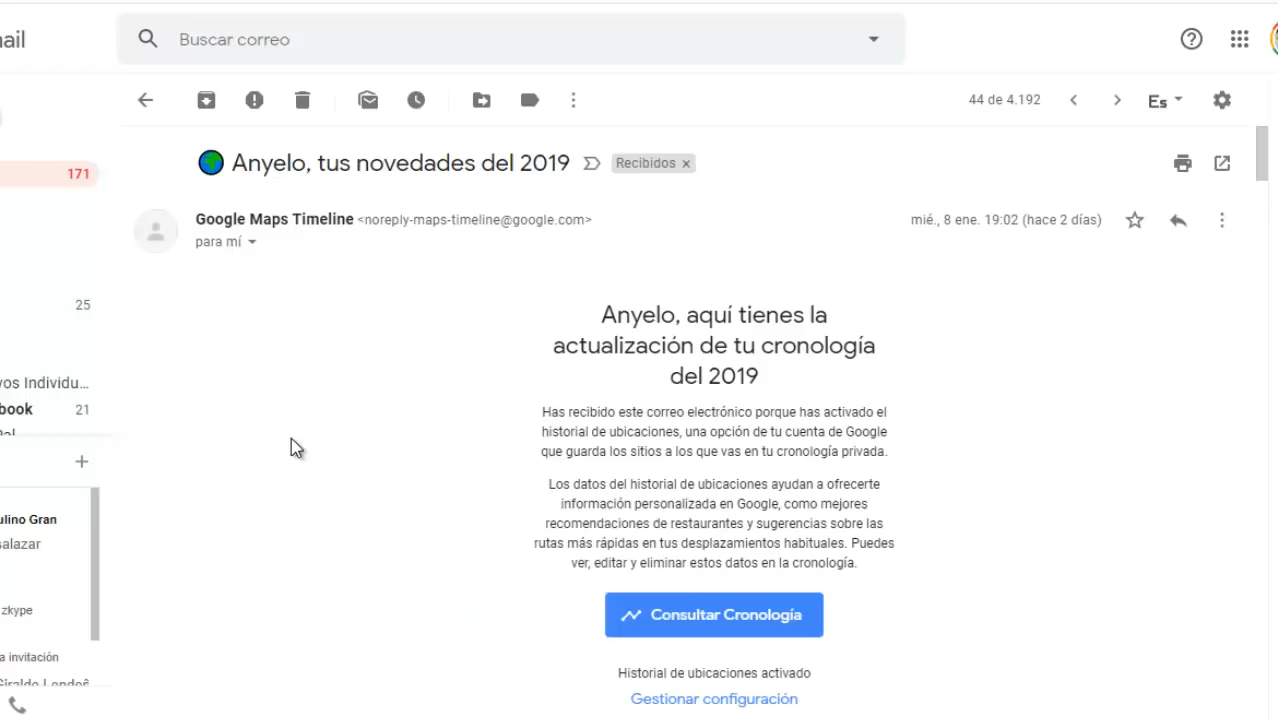 ail
Buscar correo
44 de 4.192
Es
171
Anyelo, tus novedades del 2019
Recibidos x
Google Maps Timeline <noreply-maps-timeline@google.com>
mié., 8 ene. 19:02 (hace 2 días)
para mí
25
vos Individu...
book
21
Anyelo, aquí tienes la
actualización de tu cronología
del 2019
Has recibido este correo electrónico porque has activado el
historial de ubicaciones, una opción de tu cuenta de Google
que guarda los sitios a los que vas en tu cronología privada.
Los datos del historial de ubicaciones ayudan a ofrecerte
información personalizada en Google, como mejores
recomendaciones de restaurantes y sugerencias sobre las
rutas más rápidas en tus desplazamientos habituales. Puedes
ver, editar y eliminar estos datos en la cronología.
Consultar Cronología
Historial de ubicaciones activado
Gestionar configuración
ulino Gran
salazar
zkype
a invitación